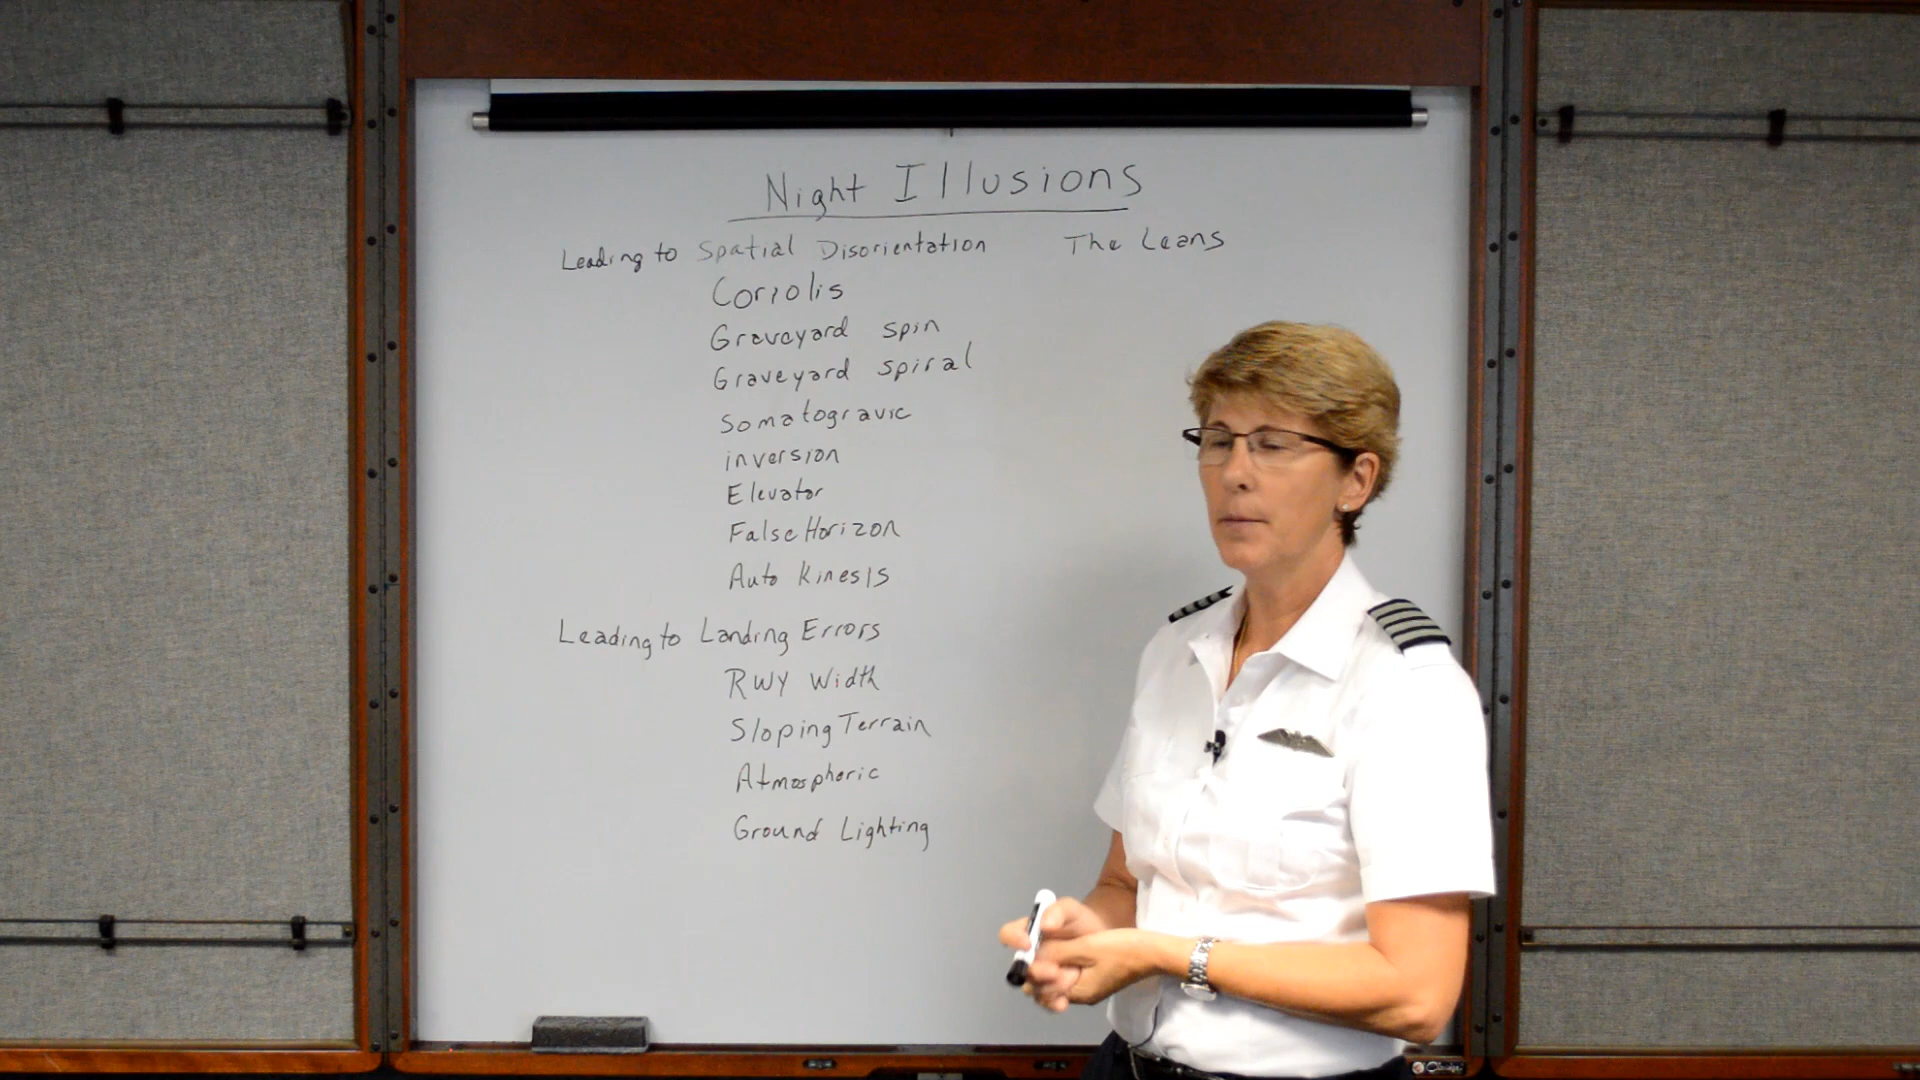 Night Illusions
Leading to Spatial Disorientation The Leans
Coriolis
Graveyard spin
Graveyard spiral
Somatogravic
inversion
Elevator
False Horizon
Auto Kinesis
Leading to Landing Errors
RWY Width
Sloping Terrain
Atmospheric
Ground Lighting